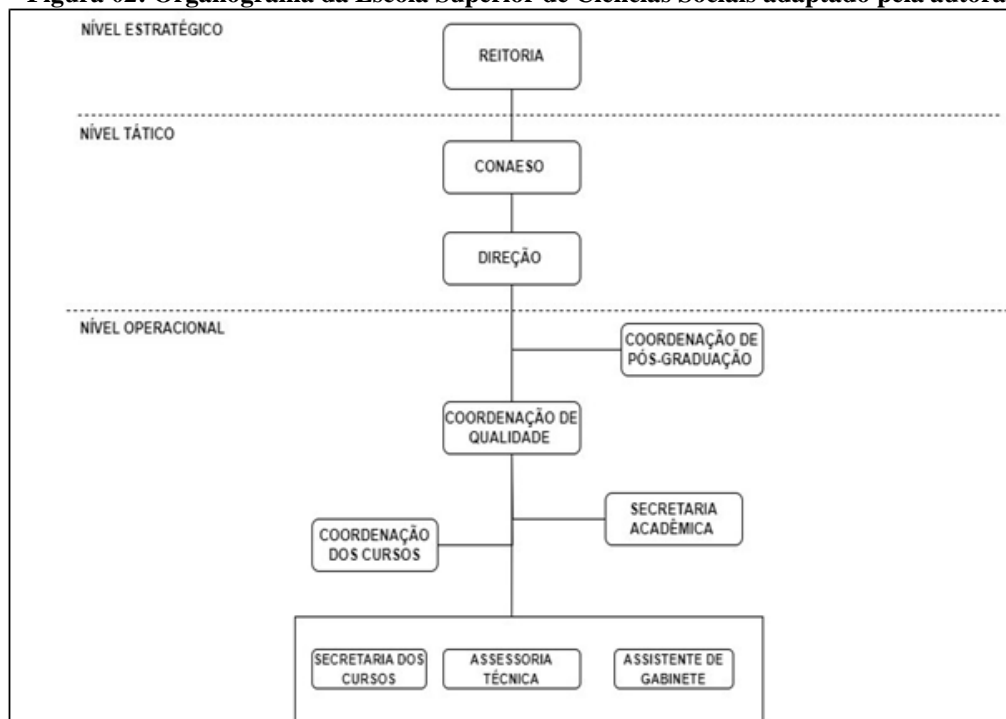 Figura 02: Organograma da Escola Superior de Ciências Sociais adaptado pela autora
NÍVEL ESTRATÉGICO
REITORIA
NÍVEL TÁTICO
CONAESO
DIREÇÃO
NÍVEL OPERACIONAL
COORDENAÇÃO DE
PÓS-GRADUAÇÃO
COORDENAÇÃO DE
QUALIDADE
SECRETARIA
ACADÊMICA
COORDENAÇÃO
DOS CURSOS
SECRETARIA DOS
CURSOS
ASSESSORIA
TÉCNICA
ASSISTENTE DE
GABINETE